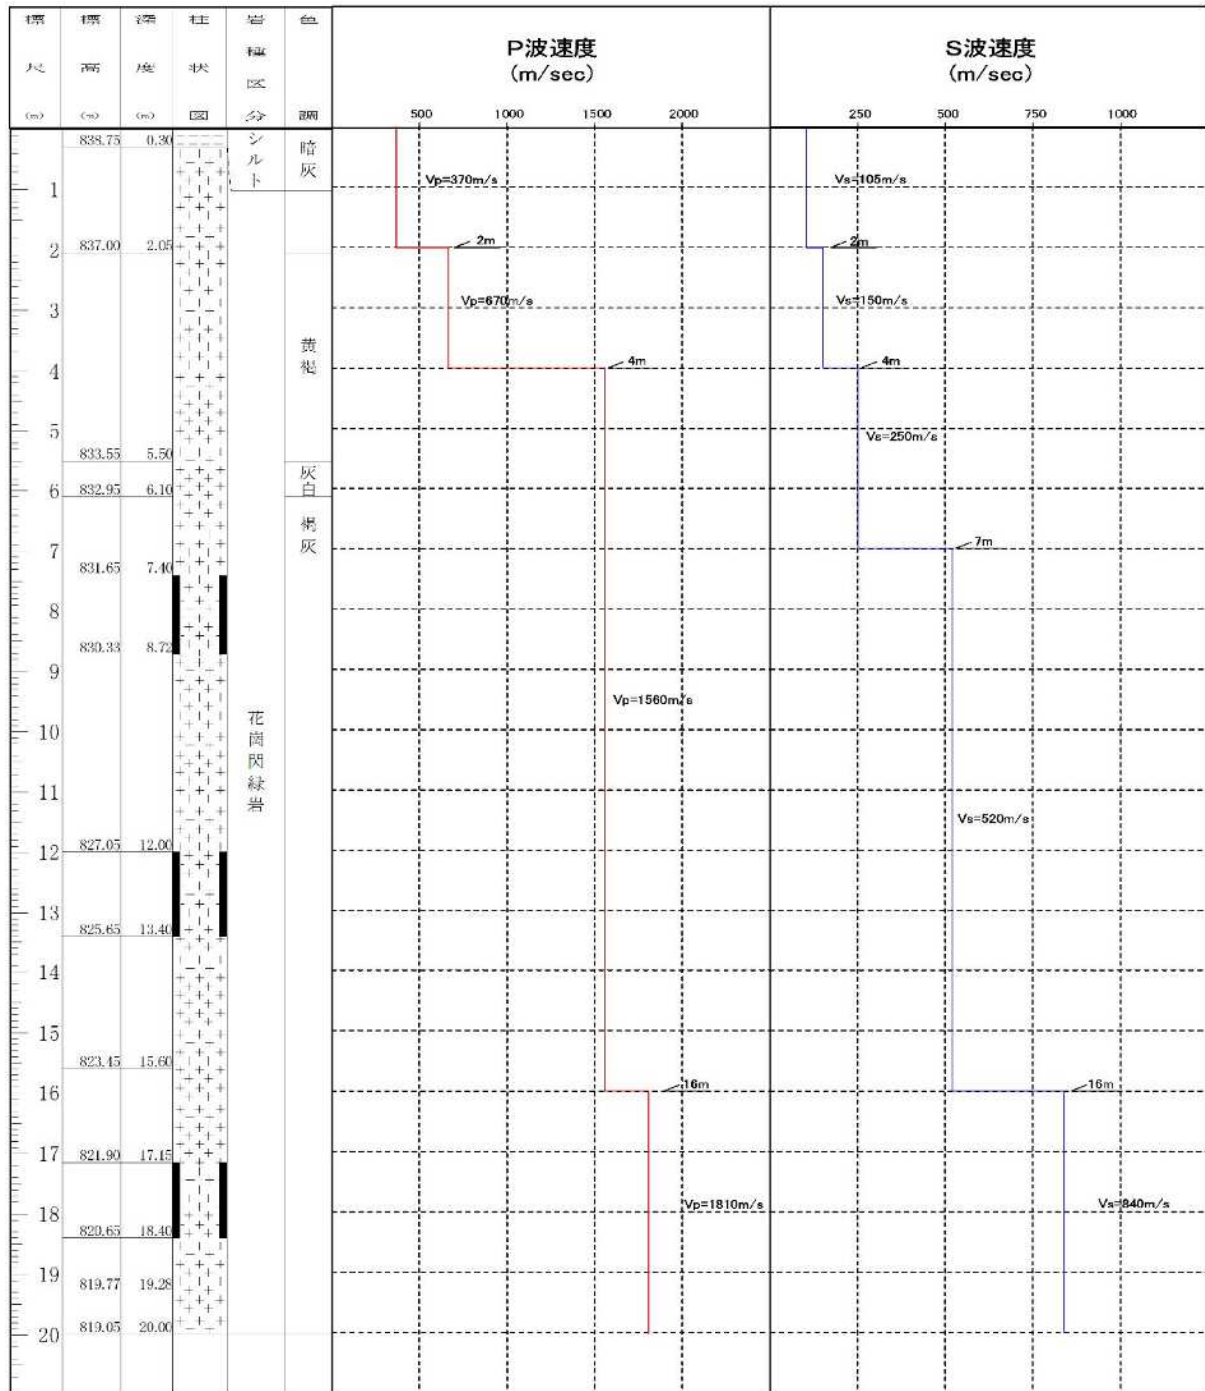 標尺(m)
標高(m)
深度(m)
柱状図
岩種区分
色調
P波速度
(m/sec)
500 1000 1500 2000
S波速度
(m/sec)
250 500 750 1000
838.75 0.30
837.00 2.05
833.55 5.50
832.95 6.10
831.65 7.40
830.33 8.72
827.05 12.00
825.65 13.40
823.45 15.60
821.90 17.15
820.65 18.40
819.77 19.28
819.05 20.00
1
2
3
4
5
6
7
8
9
10
11
12
13
14
15
16
17
18
19
20
シルト
花崗閃緑岩
暗灰
黄褐
灰白
褐灰
Vp=370m/s
2m
Vp=670m/s
4m
Vp=1560m/s
16m
Vp=1810m/s
Vs=105m/s
2m
Vs=150m/s
4m
Vs=250m/s
7m
Vs=520m/s
16m
Vs=840m/s